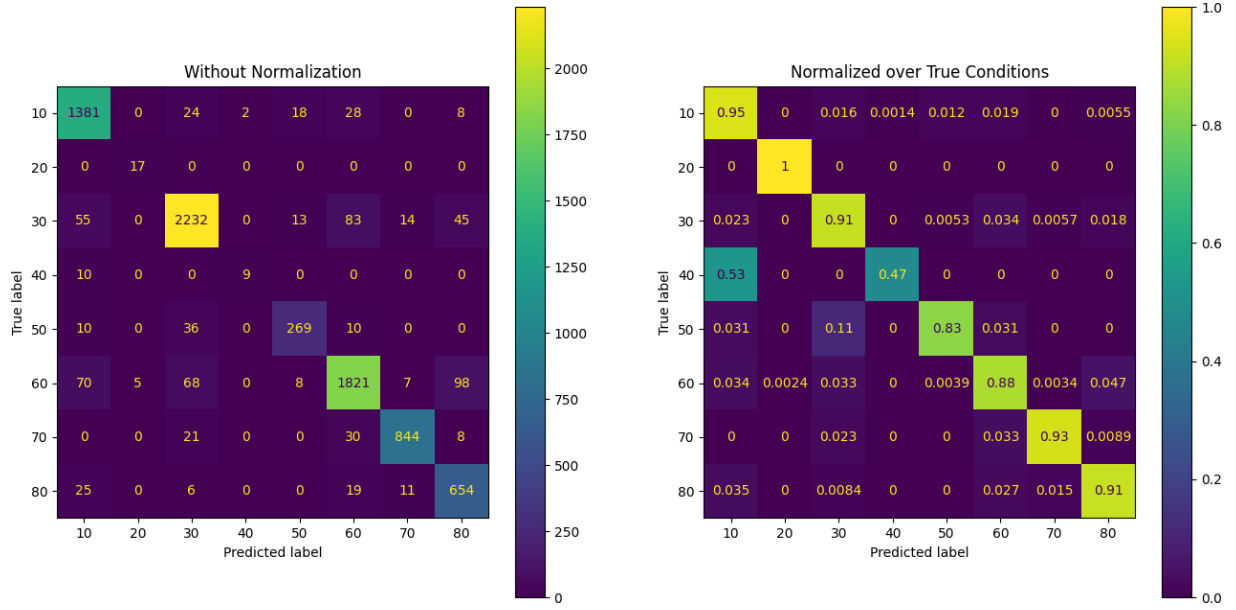 Without Normalization
True label
10 1381 0 24 2 18 28 0 8
20 0 17 0 0 0 0 0 0
30 55 0 2232 0 13 83 14 45
40 10 0 0 9 0 0 0 0
50 10 0 36 0 269 10 0 0
60 70 5 68 0 8 1821 7 98
70 0 0 21 0 0 30 844 8
80 25 0 6 0 0 19 11 654
10 20 30 40 50 60 70 80
Predicted label
2000
1750
1500
1250
1000
750
500
250
0
Normalized over True Conditions
True label
10 0.95 0 0.016 0.0014 0.012 0.019 0 0.0055
20 0 1 0 0 0 0 0 0
30 0.023 0 0.91 0 0.0053 0.034 0.0057 0.018
40 0.53 0 0 0.47 0 0 0 0
50 0.031 0 0.11 0 0.83 0.031 0 0
60 0.034 0.0024 0.033 0 0.0039 0.88 0.0034 0.047
70 0 0 0.023 0 0 0.033 0.93 0.0089
80 0.035 0 0.0084 0 0 0.027 0.015 0.91
10 20 30 40 50 60 70 80
Predicted label
1.0
0.8
0.6
0.4
0.2
0.0